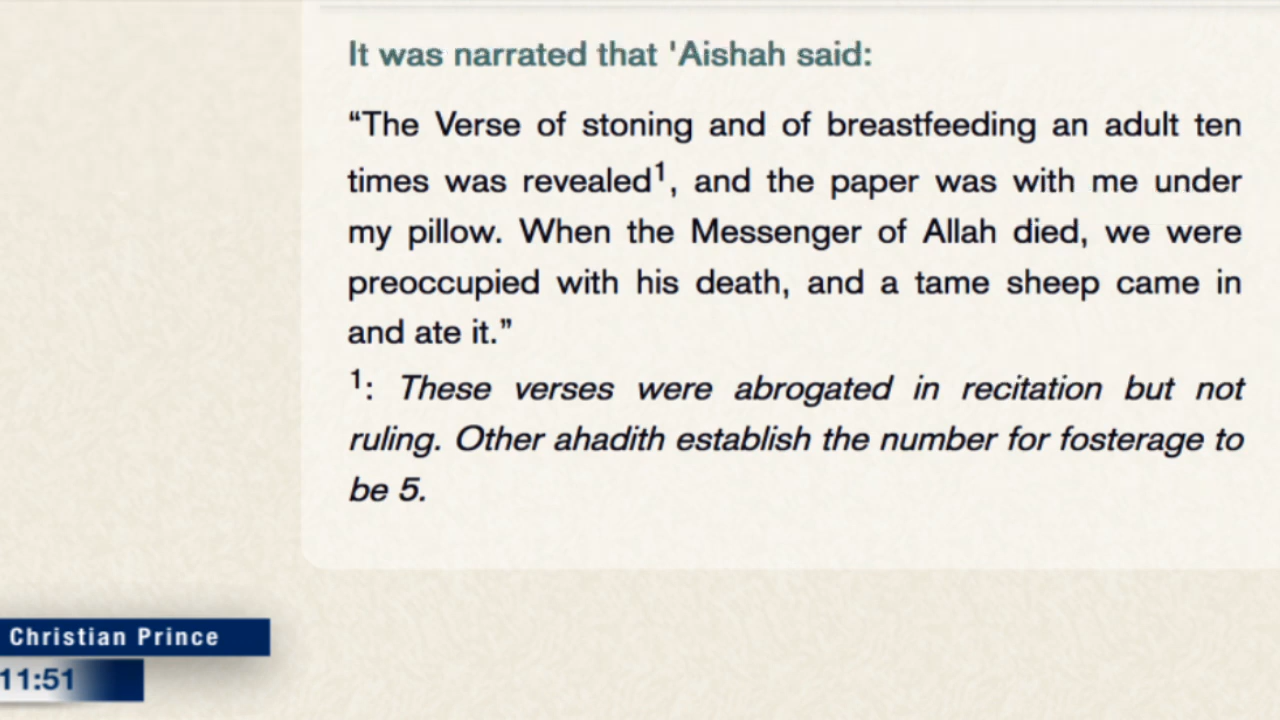 It was narrated that 'Aishah said:
“The Verse of stoning and of breastfeeding an adult ten
times was revealed¹, and the paper was with me under
my pillow. When the Messenger of Allah died, we were
preoccupied with his death, and a tame sheep came in
and ate it.”
¹: These verses were abrogated in recitation but not
ruling. Other ahadith establish the number for fosterage to
be 5.
Christian Prince
11:51